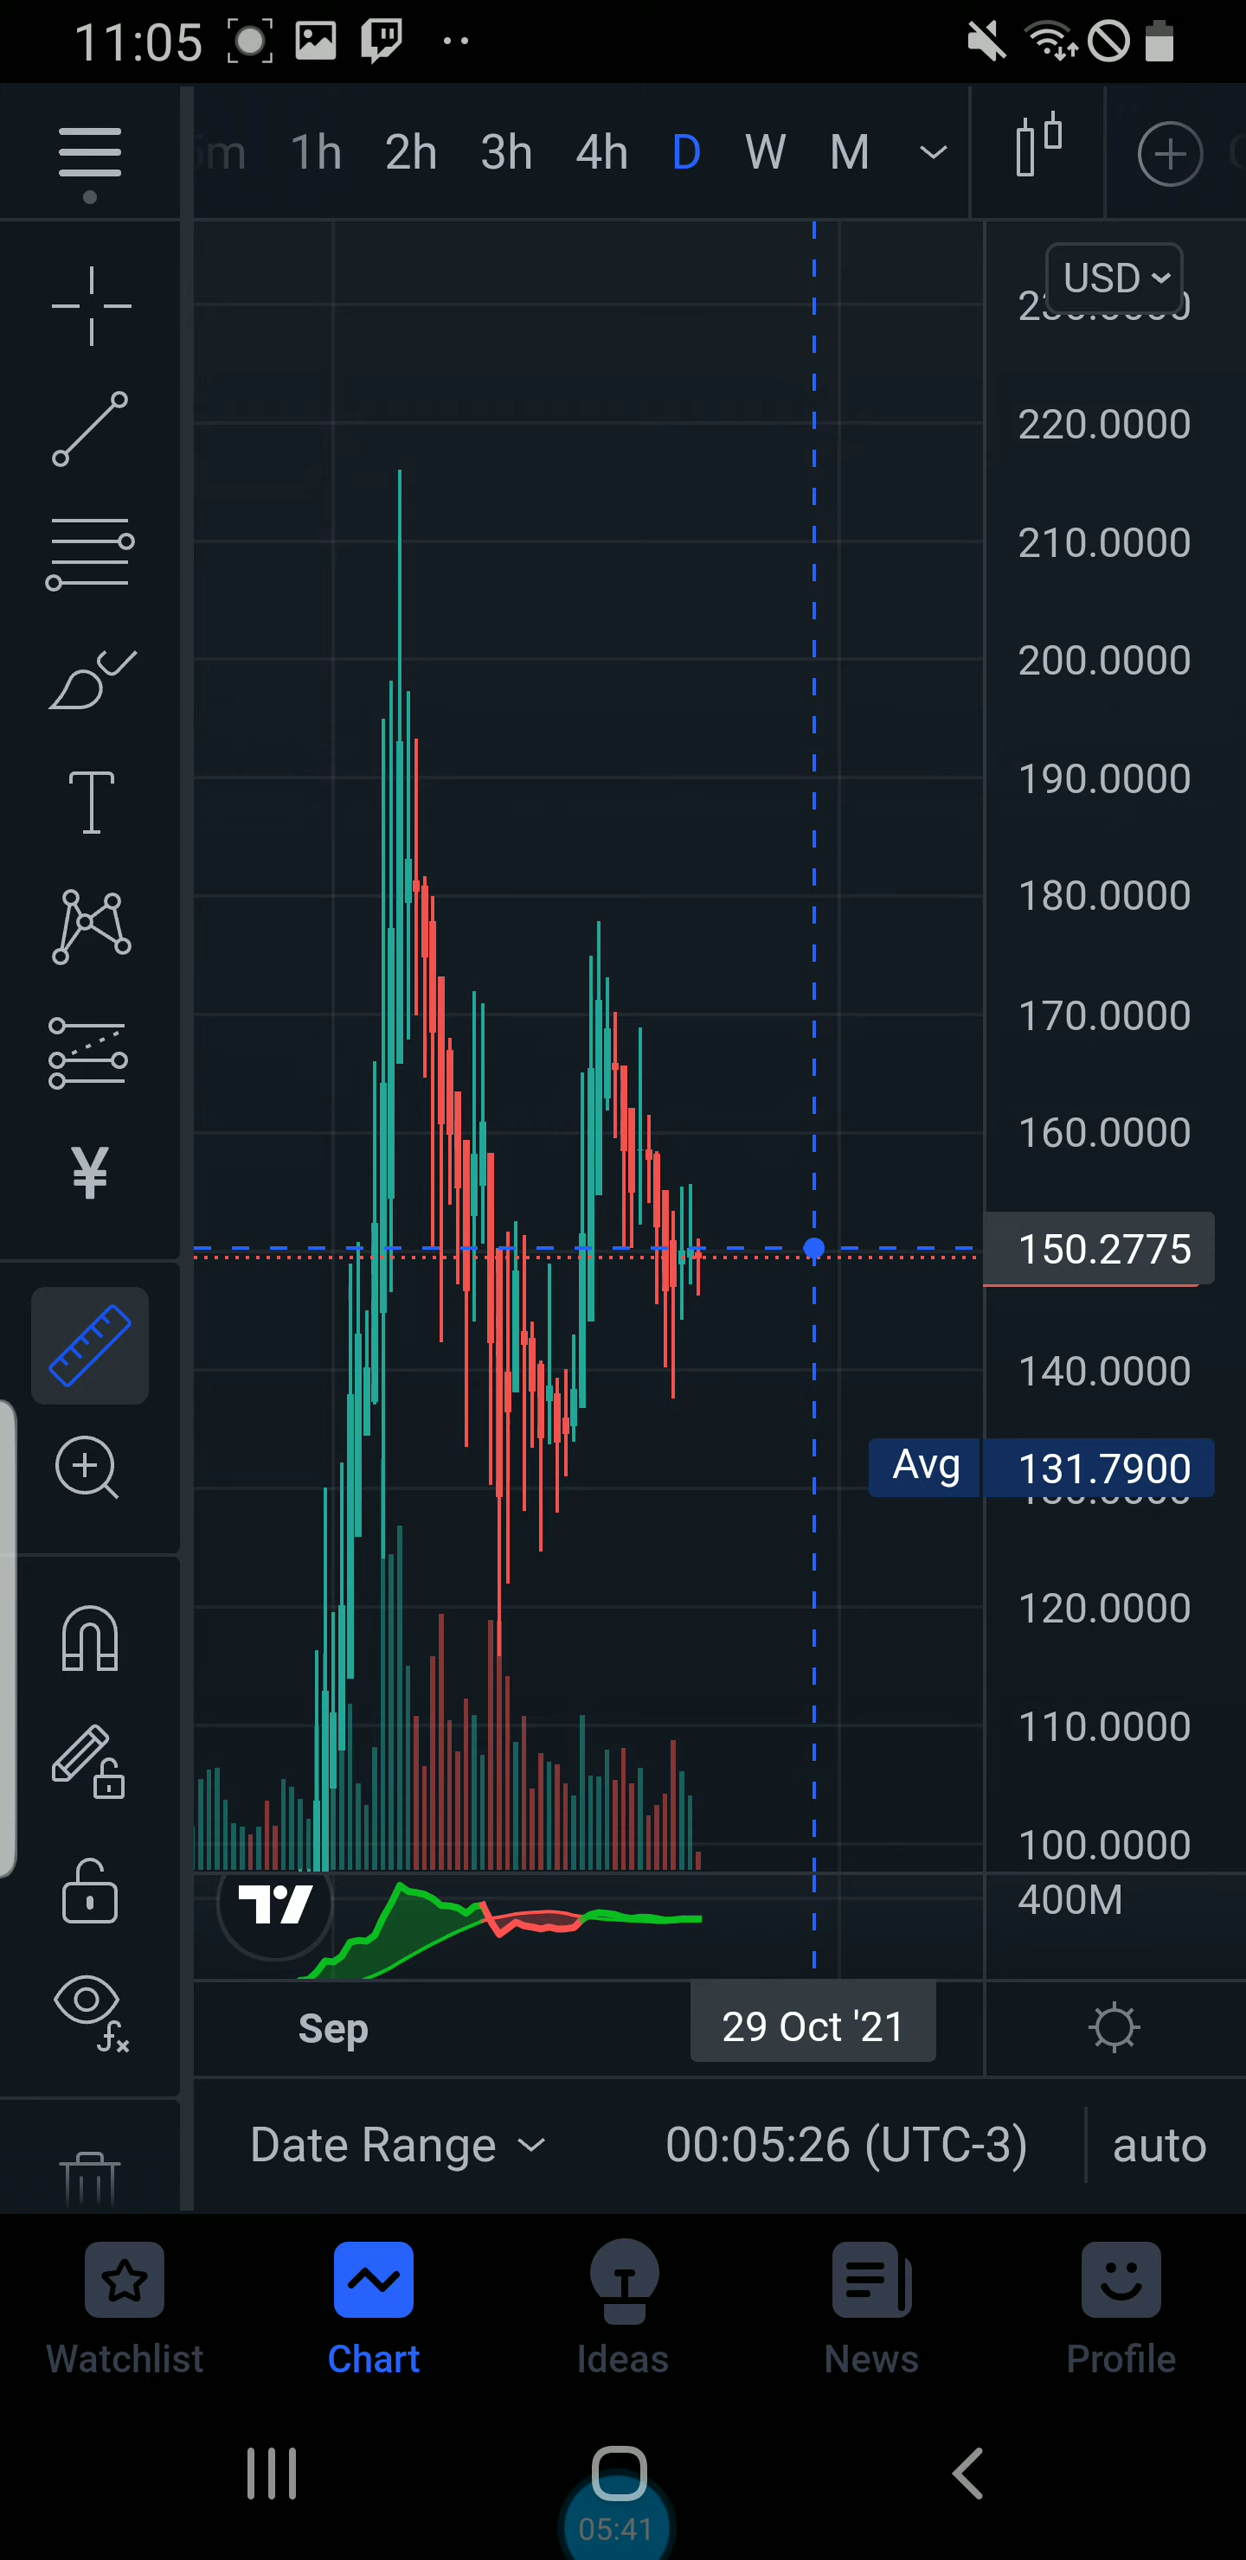 11:05
1h 2h 3h 4h D W M
USD
220.0000
210.0000
200.0000
190.0000
180.0000
170.0000
160.0000
150.2775
140.0000
Avg 131.7900
120.0000
110.0000
100.0000
400M
Sep 29 Oct '21
Date Range 00:05:26 (UTC-3) auto
Watchlist Chart Ideas News Profile
05:41